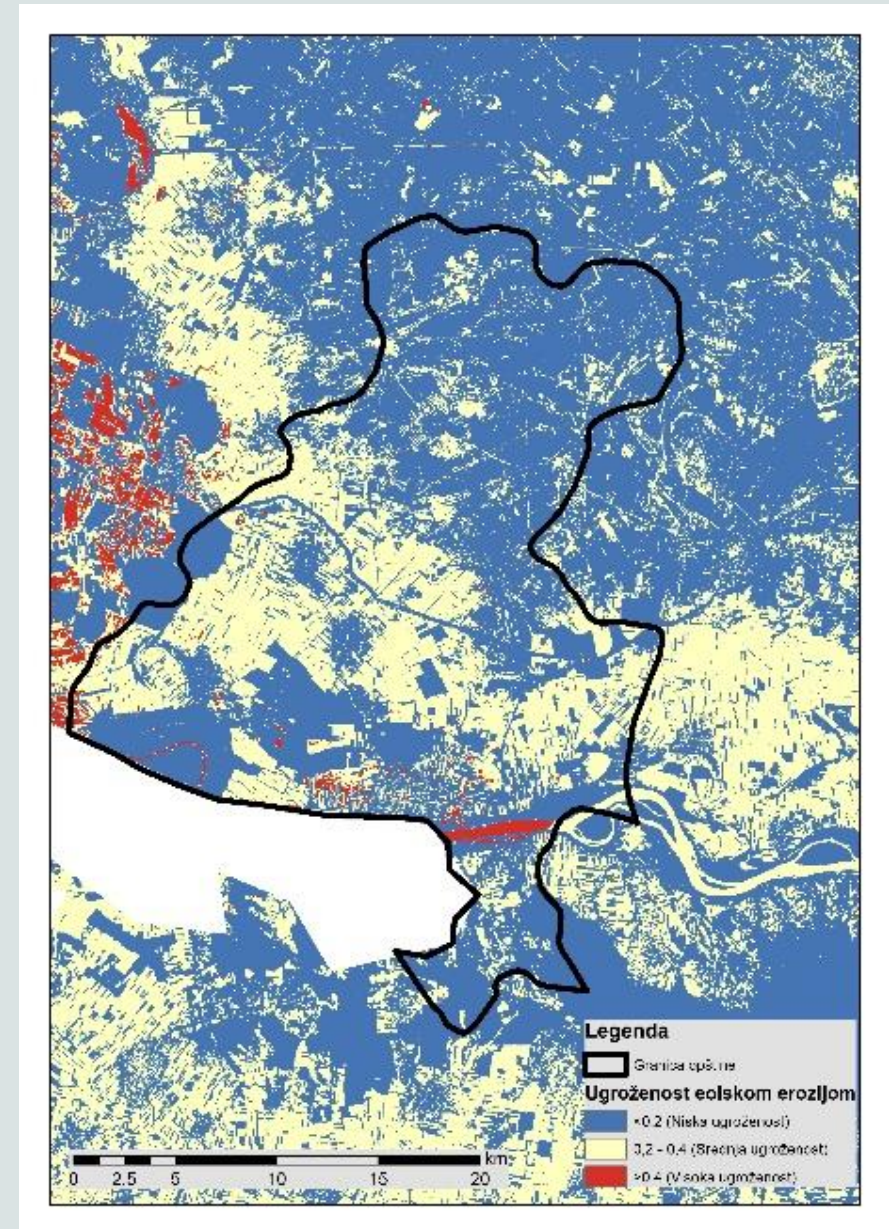 Legenda
Granica opštine
Ugroženost eolskom erozijom
<0,2 (Niska ugroženost)
0,2 - 0,4 (Srednja ugroženost)
>0,4 (Visoka ugroženost)
km
0 2.5 5 10 15 20